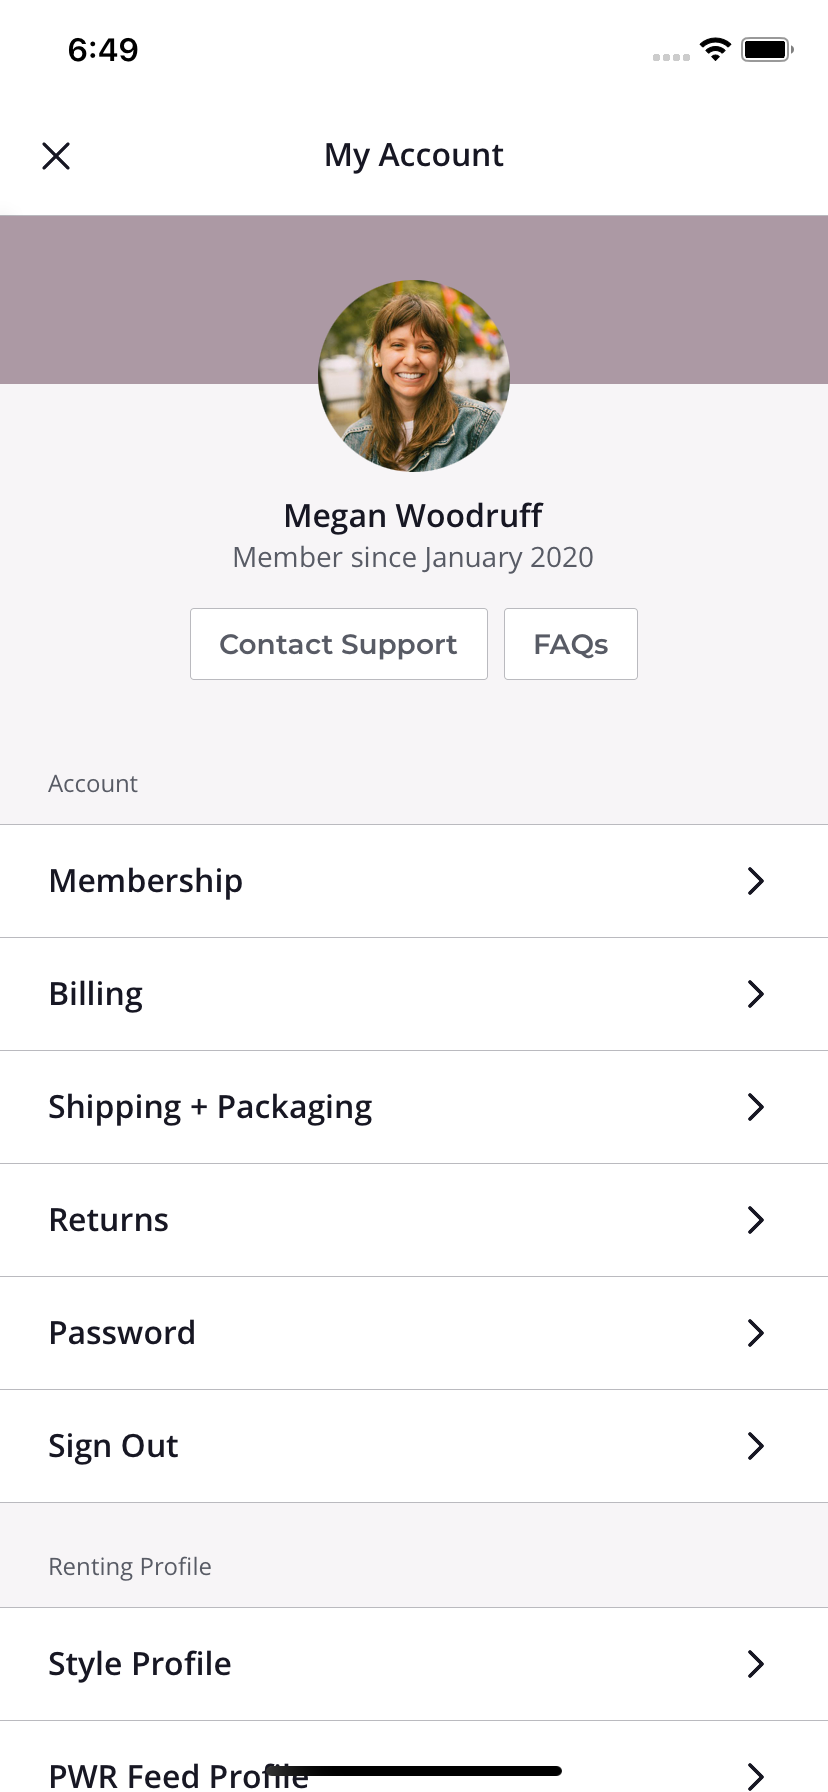 6:49
My Account
Megan Woodruff
Member since January 2020
Contact Support
FAQs
Account
Membership
Billing
Shipping + Packaging
Returns
Password
Sign Out
Renting Profile
Style Profile
PWR Feed Profile